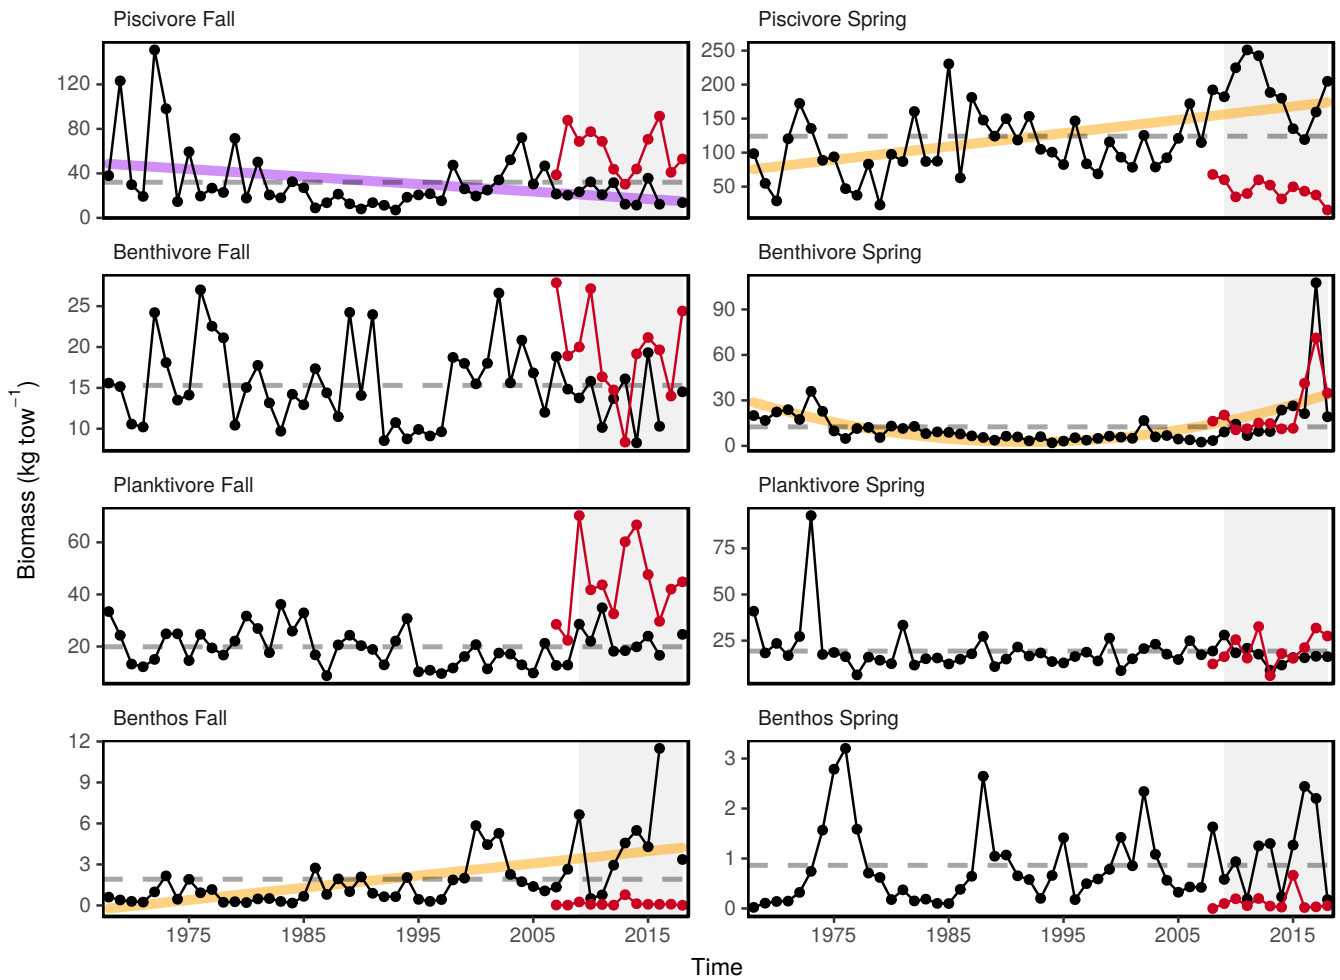 Piscivore Fall
Piscivore Spring
120
80
40
0
250
200
150
100
50
Benthivore Fall
Benthivore Spring
25
20
15
10
90
60
30
0
Biomass (kg tow⁻¹)
Planktivore Fall
Planktivore Spring
60
40
20
75
50
25
Benthos Fall
Benthos Spring
12
9
6
3
0
3
2
1
0
1975 1985 1995 2005 2015
1975 1985 1995 2005 2015
Time